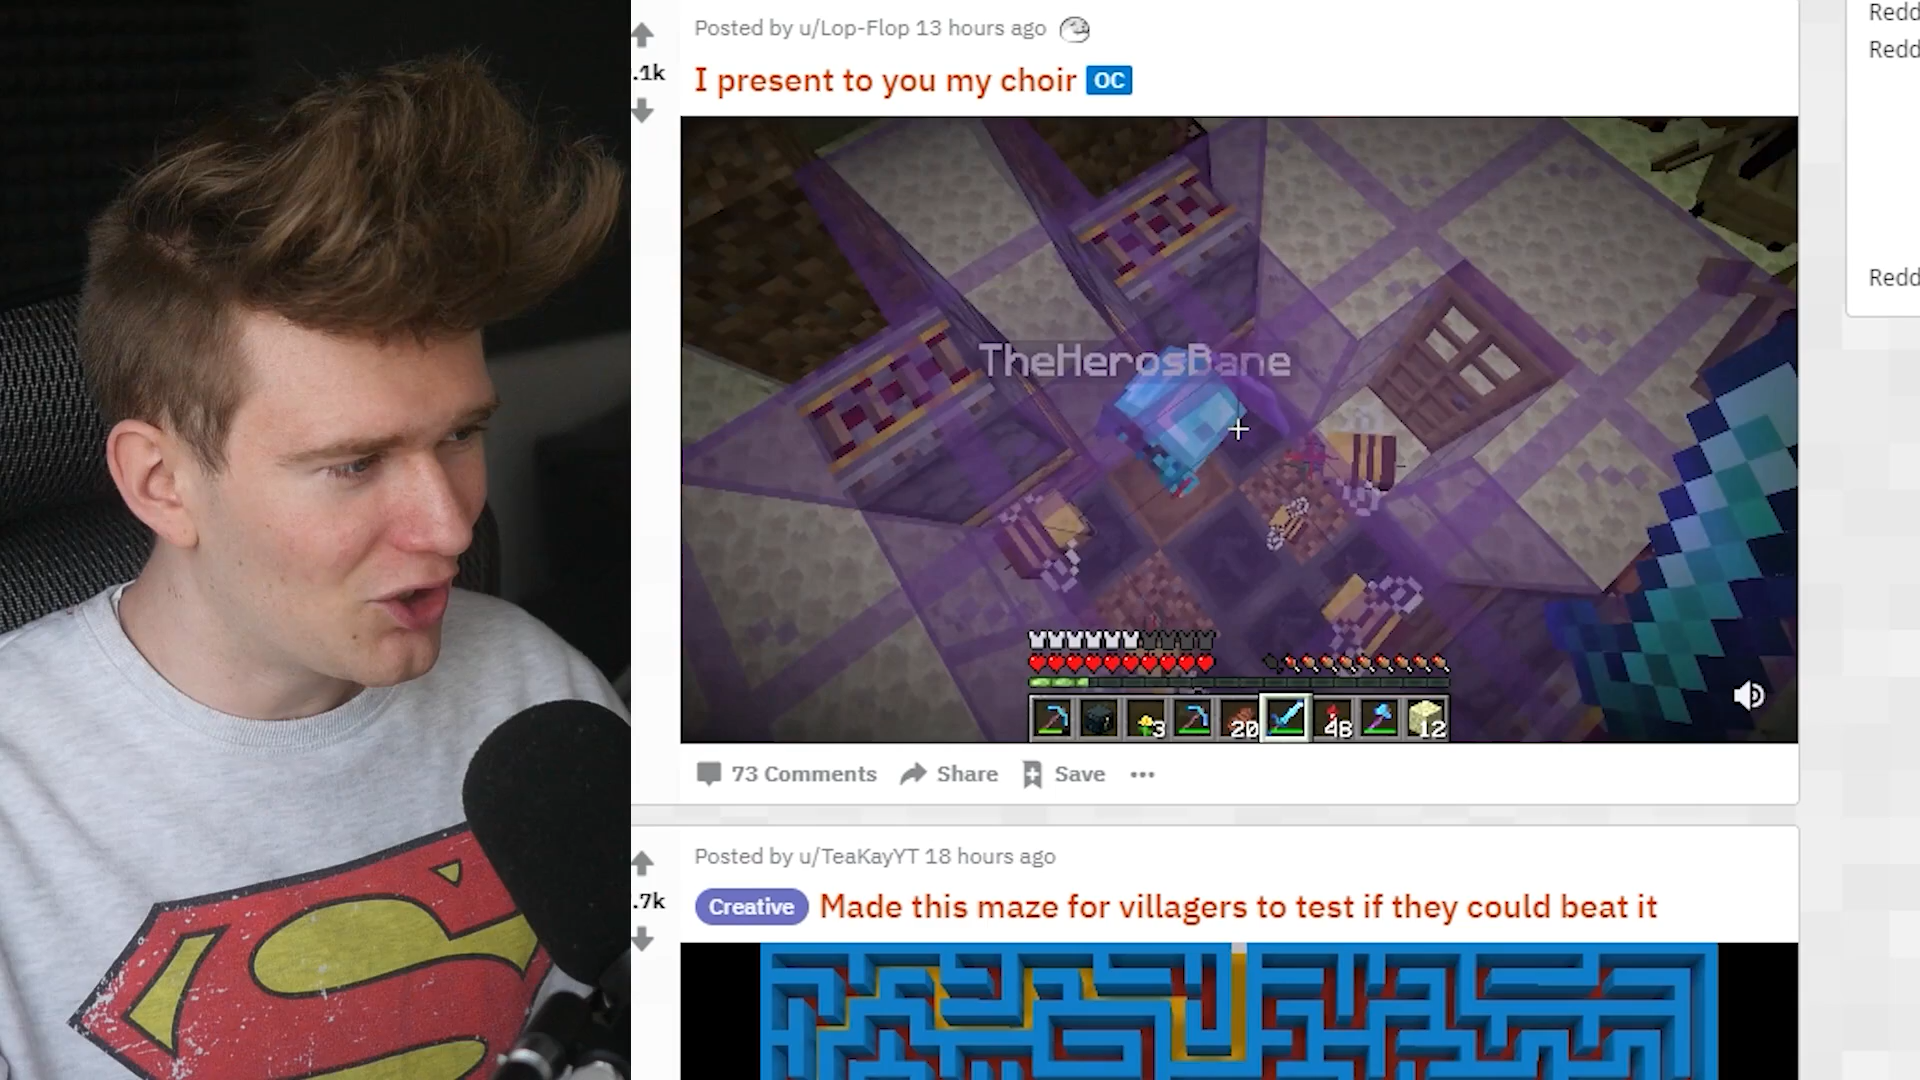 Posted by u/Lop-Flop 13 hours ago
.1k
I present to you my choir OC
TheHerosBane
3 20 48 12
73 Comments Share Save
Posted by u/TeaKayYT 18 hours ago
.7k
Creative Made this maze for villagers to test if they could beat it
Redd
Redd
Redd